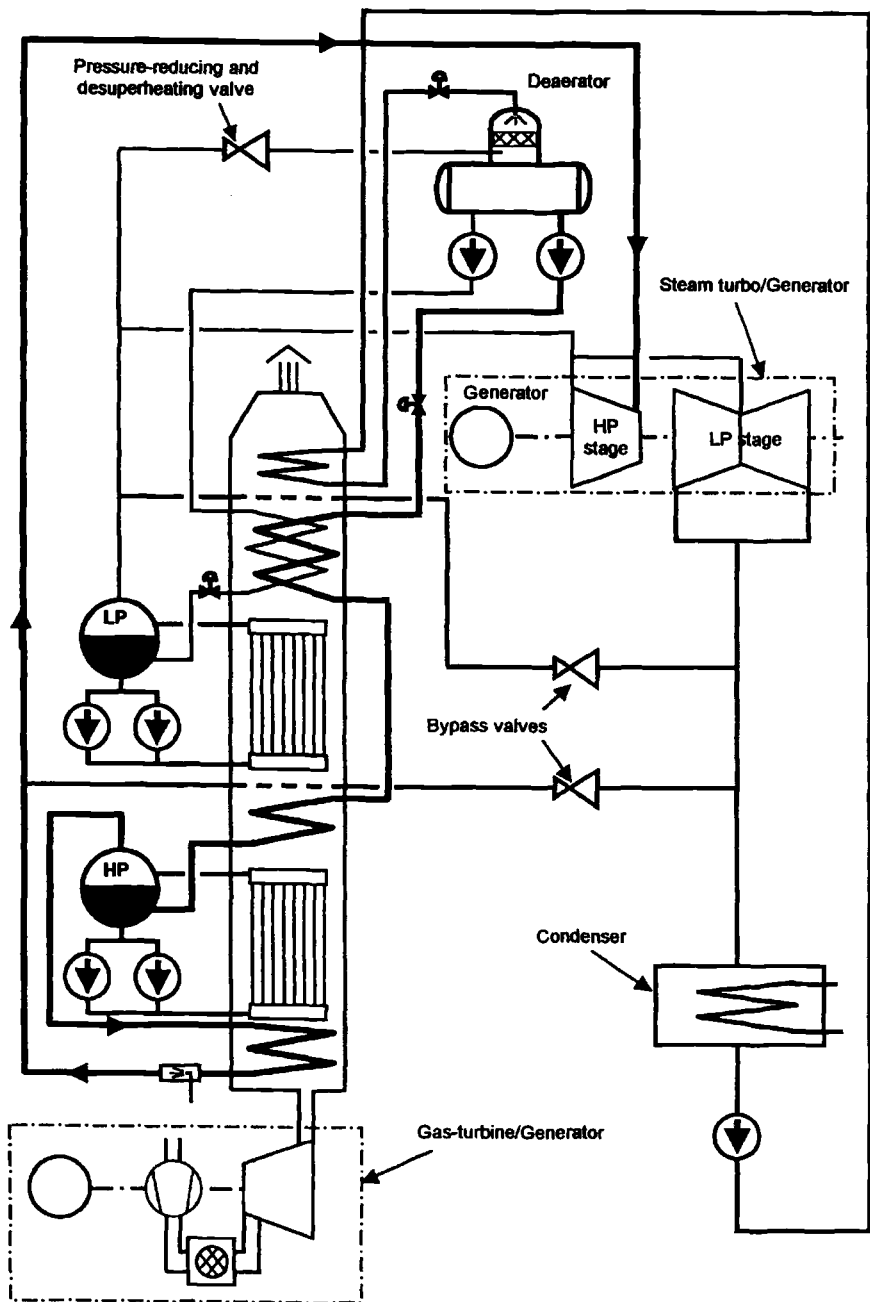 Pressure-reducing and
desuperheating valve
Deaerator
Steam turbo/Generator
Generator
HP
stage
LP stage
LP
Bypass valves
HP
Condenser
Gas-turbine/Generator